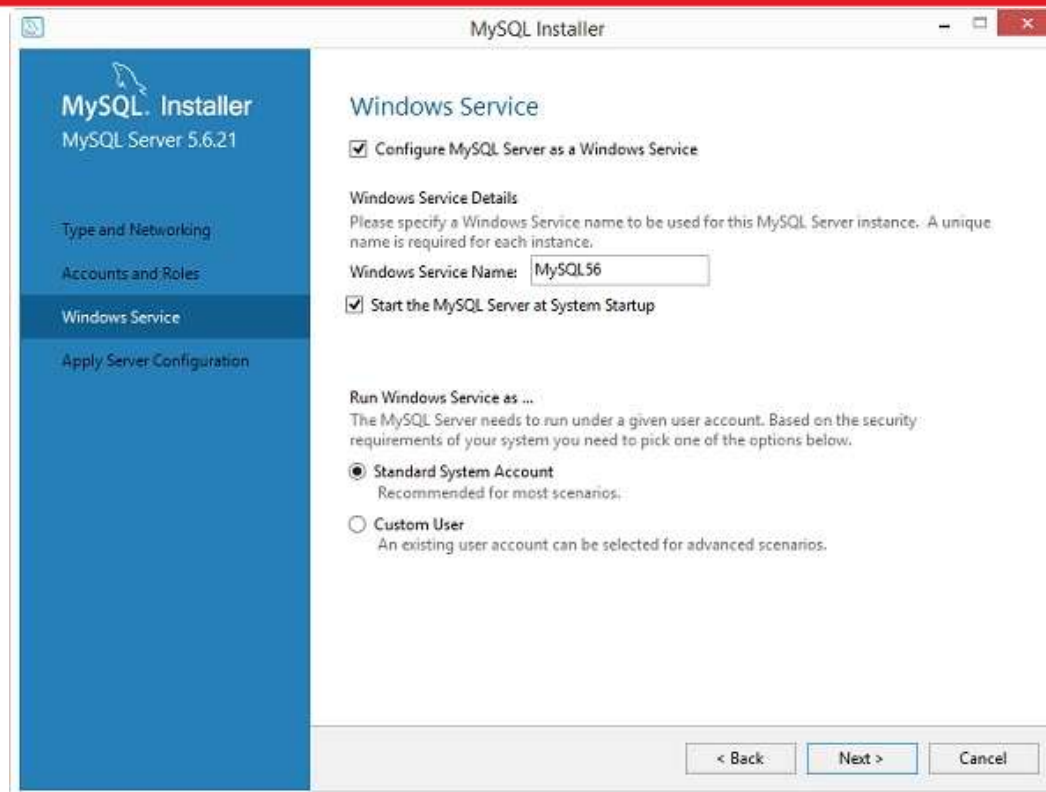 MySQL Installer
MySQL. Installer
MySQL Server 5.6.21
Type and Networking
Accounts and Roles
Windows Service
Apply Server Configuration
Windows Service
Configure MySQL Server as a Windows Service
Windows Service Details
Please specify a Windows Service name to be used for this MySQL Server instance. A unique
name is required for each instance.
Windows Service Name: MySQL56
Start the MySQL Server at System Startup
Run Windows Service as ...
The MySQL Server needs to run under a given user account. Based on the security
requirements of your system you need to pick one of the options below.
Standard System Account
Recommended for most scenarios.
Custom User
An existing user account can be selected for advanced scenarios.
< Back Next > Cancel